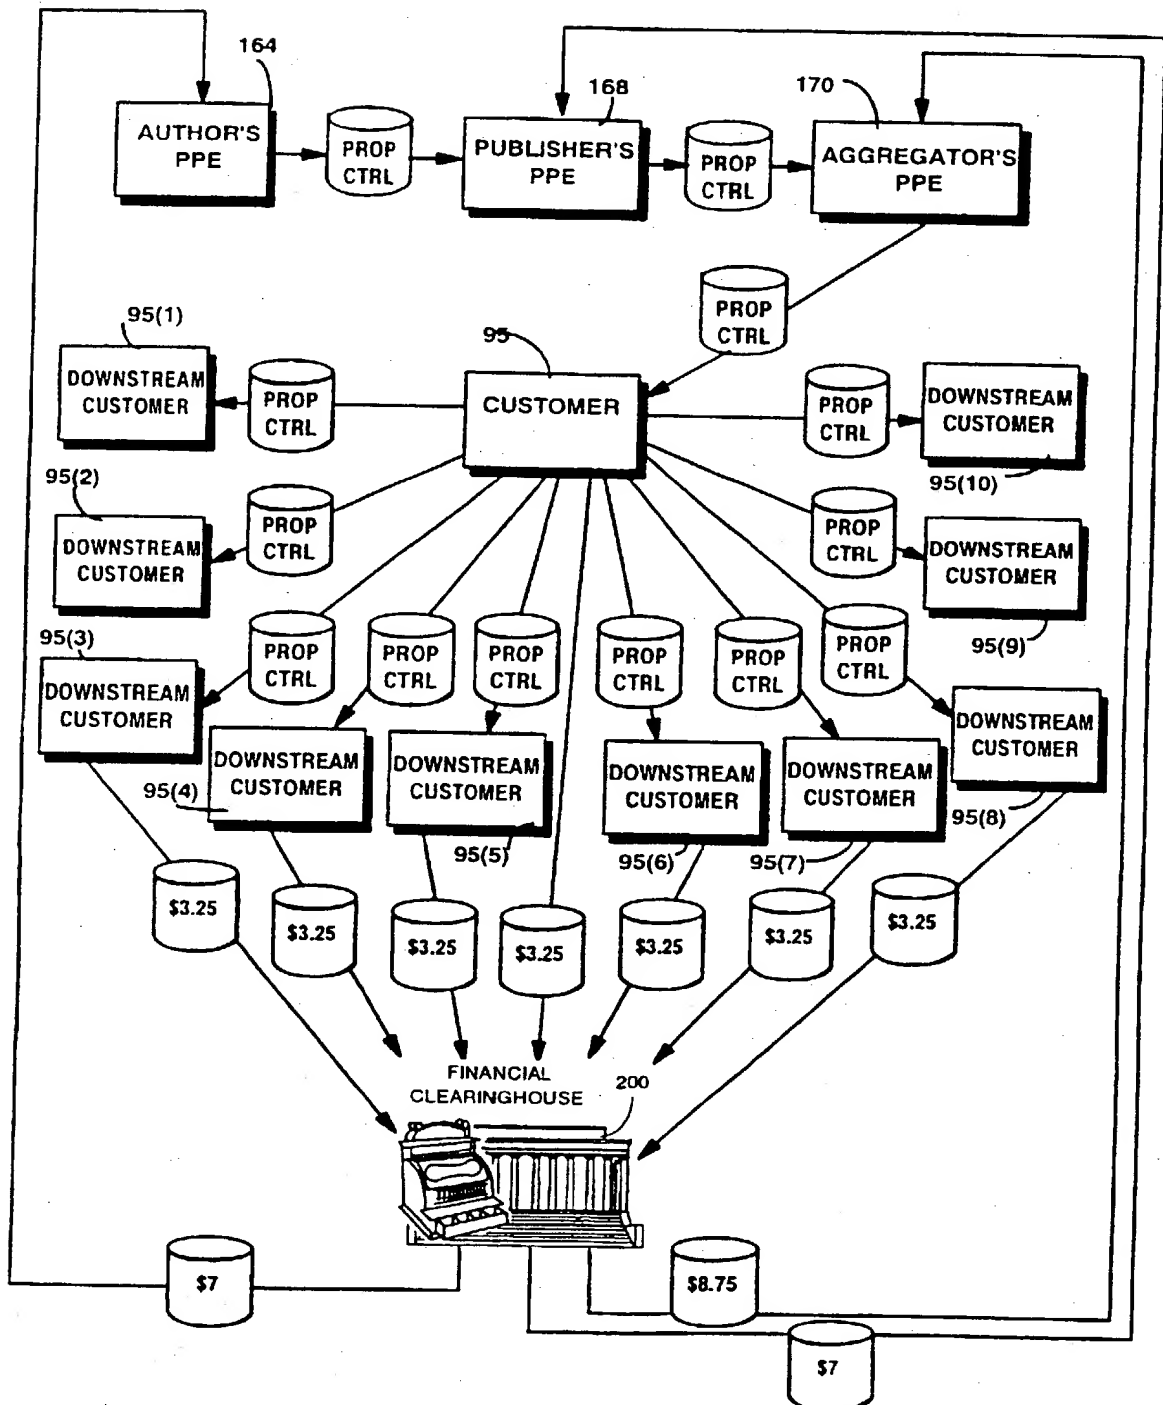 164
168
170
AUTHOR'S
PPE
PROP
CTRL
PUBLISHER'S
PPE
PROP
CTRL
AGGREGATOR'S
PPE
PROP
CTRL
95(1)
95
DOWNSTREAM
CUSTOMER
PROP
CTRL
CUSTOMER
PROP
CTRL
DOWNSTREAM
CUSTOMER
95(10)
95(2)
DOWNSTREAM
CUSTOMER
PROP
CTRL
PROP
CTRL
DOWNSTREAM
CUSTOMER
95(9)
95(3)
DOWNSTREAM
CUSTOMER
PROP
CTRL
PROP
CTRL
PROP
CTRL
PROP
CTRL
PROP
CTRL
PROP
CTRL
DOWNSTREAM
CUSTOMER
95(8)
DOWNSTREAM
CUSTOMER
95(4)
DOWNSTREAM
CUSTOMER
95(5)
DOWNSTREAM
CUSTOMER
95(6)
DOWNSTREAM
CUSTOMER
95(7)
$3.25
$3.25
$3.25
$3.25
$3.25
$3.25
$3.25
FINANCIAL
CLEARINGHOUSE
200
$7
$8.75
$7